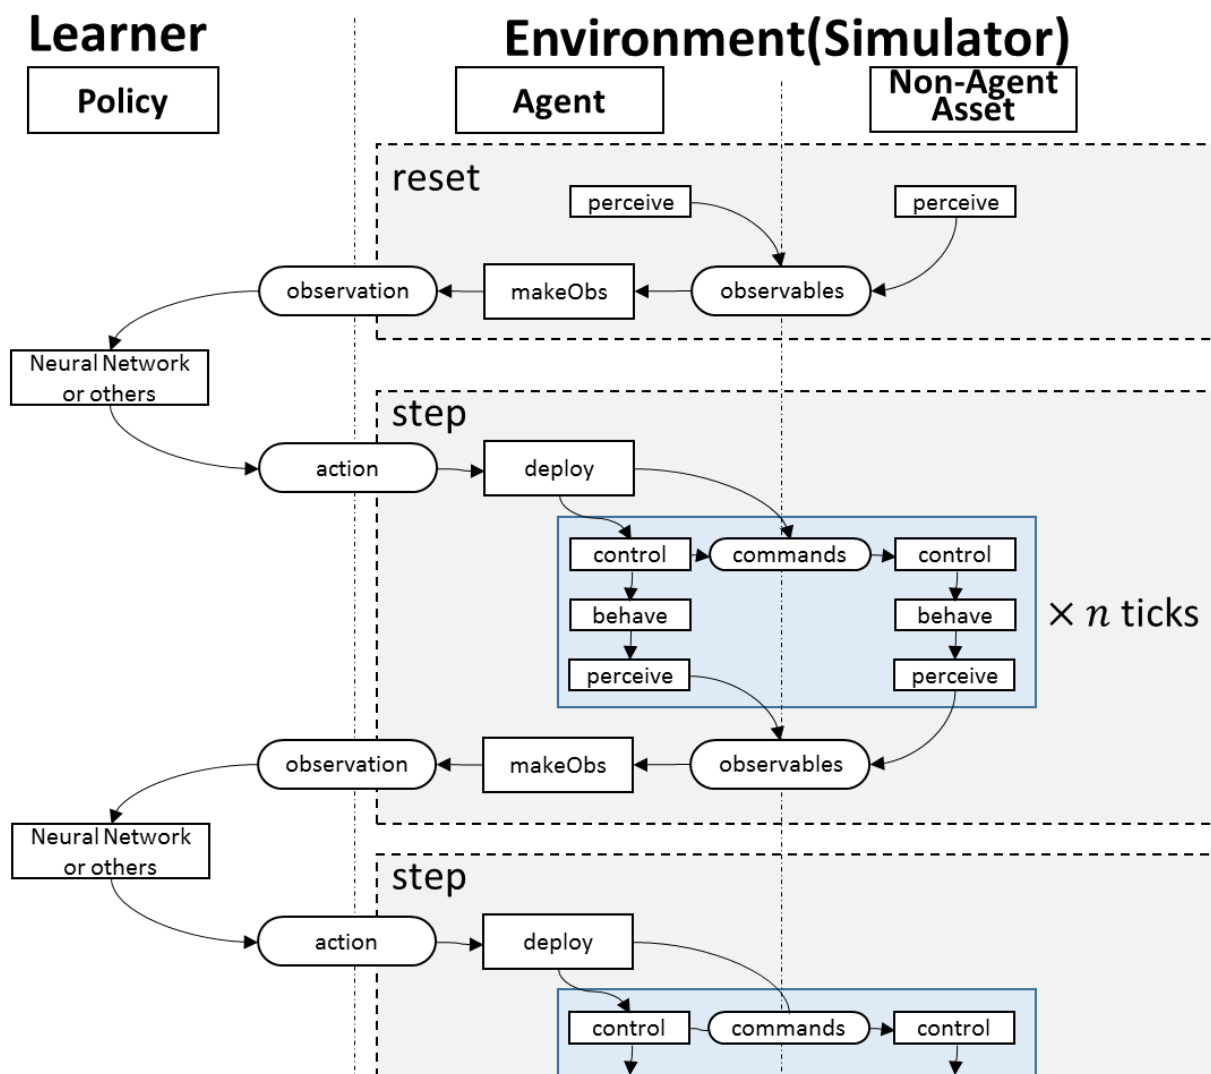 Learner
Environment(Simulator)
Policy
Agent
Non-Agent
Asset
reset
perceive
perceive
observation
makeObs
observables
Neural Network
or others
step
action
deploy
control
commands
control
behave
behave
× n ticks
perceive
perceive
observation
makeObs
observables
Neural Network
or others
step
action
deploy
control
commands
control